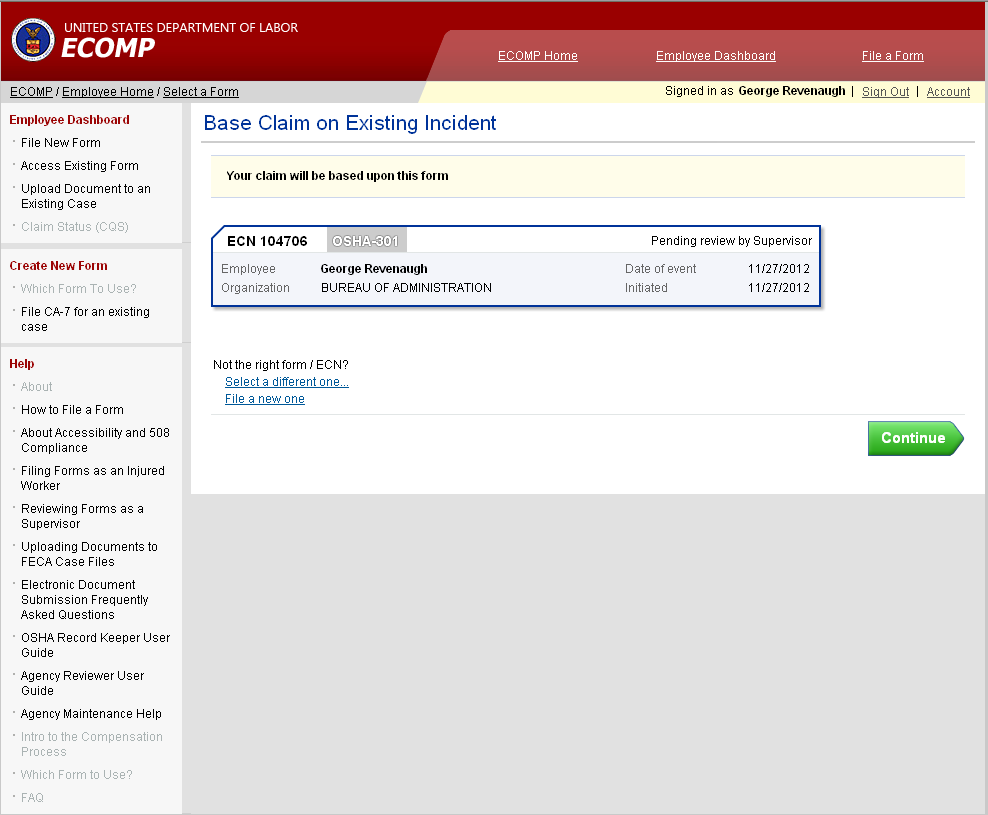 UNITED STATES DEPARTMENT OF LABOR
ECOMP
ECOMP Home Employee Dashboard File a Form
ECOMP / Employee Home / Select a Form
Signed in as George Revenaugh | Sign Out | Account
Employee Dashboard
File New Form
Access Existing Form
Upload Document to an
Existing Case
Claim Status (CQS)
Create New Form
Which Form To Use?
File CA-7 for an existing
case
Help
About
How to File a Form
About Accessibility and 508
Compliance
Filing Forms as an Injured
Worker
Reviewing Forms as a
Supervisor
Uploading Documents to
FECA Case Files
Electronic Document
Submission Frequently
Asked Questions
OSHA Record Keeper User
Guide
Agency Reviewer User
Guide
Agency Maintenance Help
Intro to the Compensation
Process
Which Form to Use?
FAQ
Base Claim on Existing Incident
Your claim will be based upon this form
ECN 104706 OSHA-301 Pending review by Supervisor
Employee George Revenaugh Date of event 11/27/2012
Organization BUREAU OF ADMINISTRATION Initiated 11/27/2012
Not the right form / ECN?
Select a different one...
File a new one
Continue